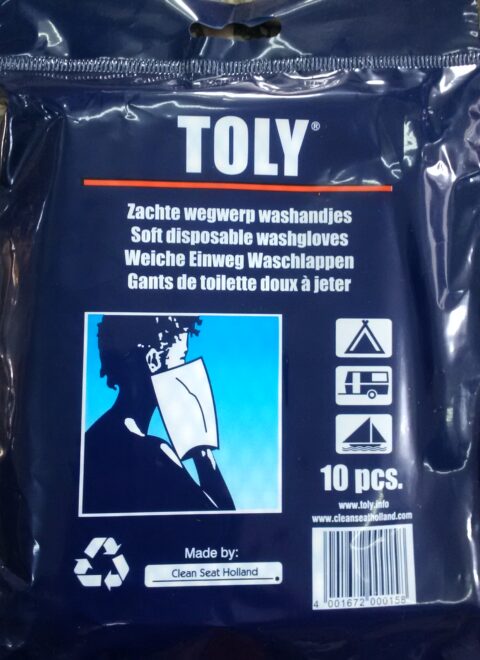 TOLY®
Zachte wegwerp washandjes
Soft disposable washgloves
Weiche Einweg Waschlappen
Gants de toilette doux à jeter
10 pcs.
www.toly.info
www.cleanseatholland.com
Made by:
Clean Seat Holland
4 001672 000158